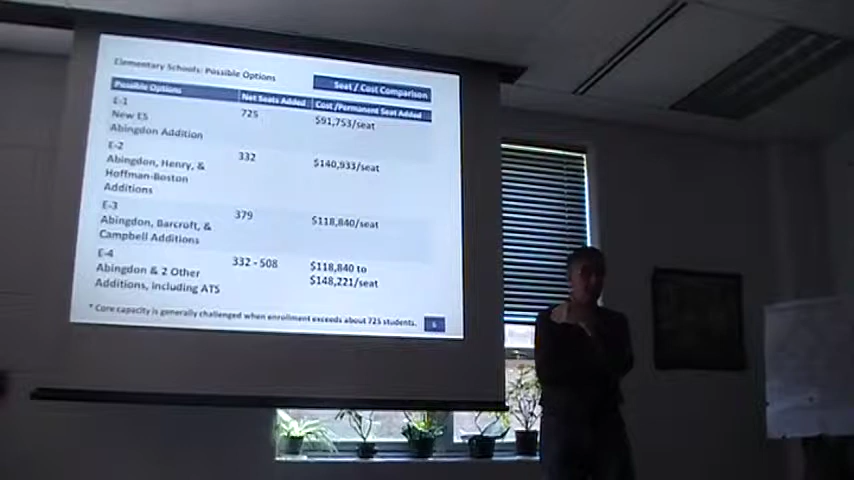 Elementary Schools: Possible Options
Seat / Cost Comparison
Possible Options Net Seats Added Cost /Permanent Seat Added
E-1
New ES 725 $91,753/seat
Abingdon Addition
E-2
Abingdon, Henry, & 332 $140,933/seat
Hoffman-Boston
Additions
E-3
Abingdon, Barcroft, & 379 $118,840/seat
Campbell Additions
E-4 332 - 508 $118,840 to
Abingdon & 2 Other $148,221/seat
Additions, including ATS
* Core capacity is generally challenged when enrollment exceeds about 725 students.